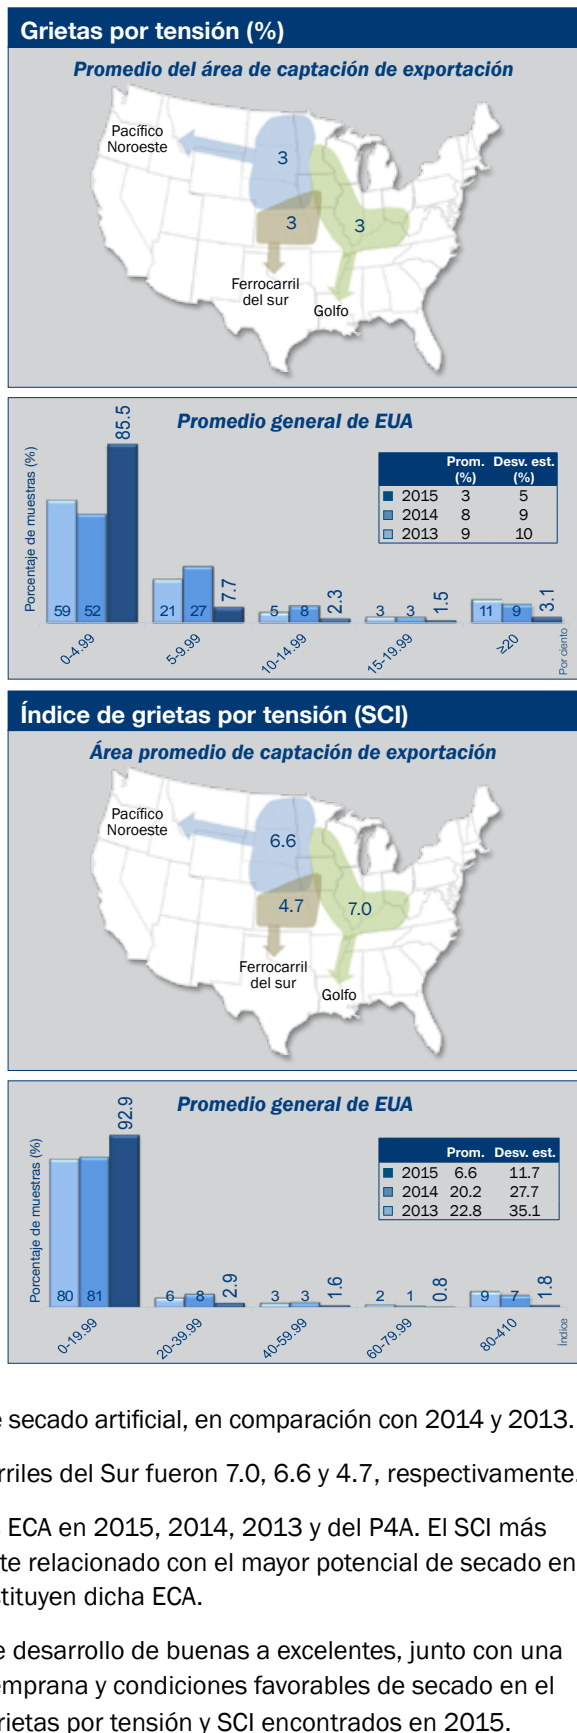 Grietas por tensión (%)
Promedio del área de captación de exportación
Pacífico
Noroeste
3
3
3
Ferrocarril
del sur
Golfo
Promedio general de EUA
Porcentaje de muestras (%)
Prom. Desv. est.
(%) (%)
2015 3 5
2014 8 9
2013 9 10
59 52 85.5
21 27 7.7
5 8 2.3
3 3 1.5
11 9 3.1
0-4.99 5-9.99 10-14.99 15-19.99 ≥20
Por ciento
Índice de grietas por tensión (SCI)
Área promedio de captación de exportación
Pacífico
Noroeste
6.6
4.7
7.0
Ferrocarril
del sur
Golfo
Promedio general de EUA
Porcentaje de muestras (%)
Prom. Desv. est.
2015 6.6 11.7
2014 20.2 27.7
2013 22.8 35.1
80 81 92.9
6 8 2.9
3 3 1.6
2 1 0.8
9 7 1.8
0-19.99 20-39.99 40-59.99 60-79.99 80-410
Índice
e secado artificial, en comparación con 2014 y 2013.
rriles del Sur fueron 7.0, 6.6 y 4.7, respectivamente.
ECA en 2015, 2014, 2013 y del P4A. El SCI más
te relacionado con el mayor potencial de secado en
stituyen dicha ECA.
e desarrollo de buenas a excelentes, junto con una
emprana y condiciones favorables de secado en el
rietas por tensión y SCI encontrados en 2015.